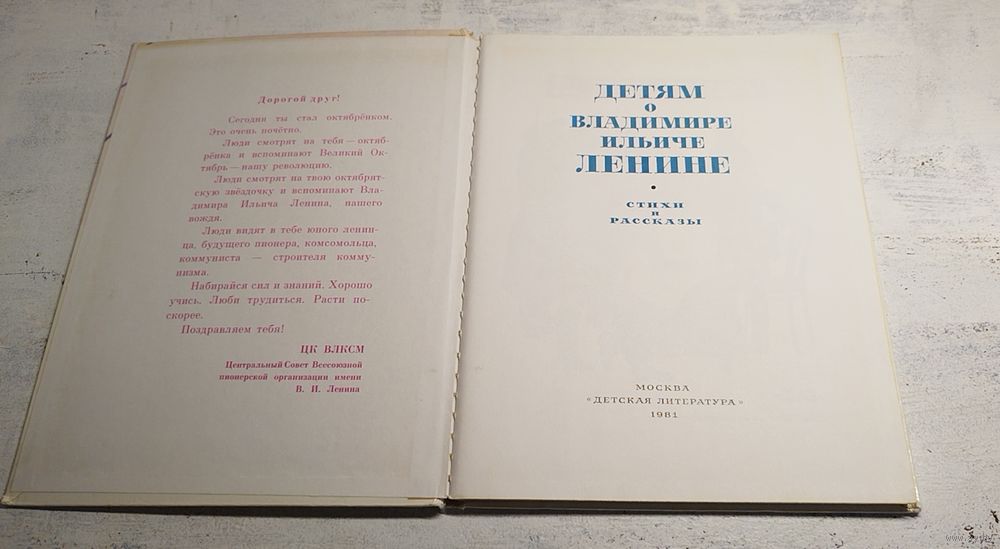 Дорогой друг!
Сегодня ты стал октябрёнком.
Это очень почётно.
Люди смотрят на тебя — октяб-
рёнка и вспоминают Великий Ок-
тябрь — нашу революцию.
Люди смотрят на твою октябрят-
скую звёздочку и вспоминают Вла-
димира Ильича Ленина, нашего
вождя.
Люди видят в тебе юного ленин-
ца, будущего пионера, комсомольца,
коммуниста — строителя комму-
низма.
Набирайся сил и знаний. Хорошо
учись. Люби трудиться. Расти по-
скорее.
Поздравляем тебя!
ЦК ВЛКСМ
Центральный Совет Всесоюзной
пионерской организации имени
В. И. Ленина
ДЕТЯМ
О
ВЛАДИМИРЕ
ИЛЬИЧЕ
ЛЕНИНЕ
СТИХИ
И
РАССКАЗЫ
МОСКВА
«ДЕТСКАЯ ЛИТЕРАТУРА»
1981